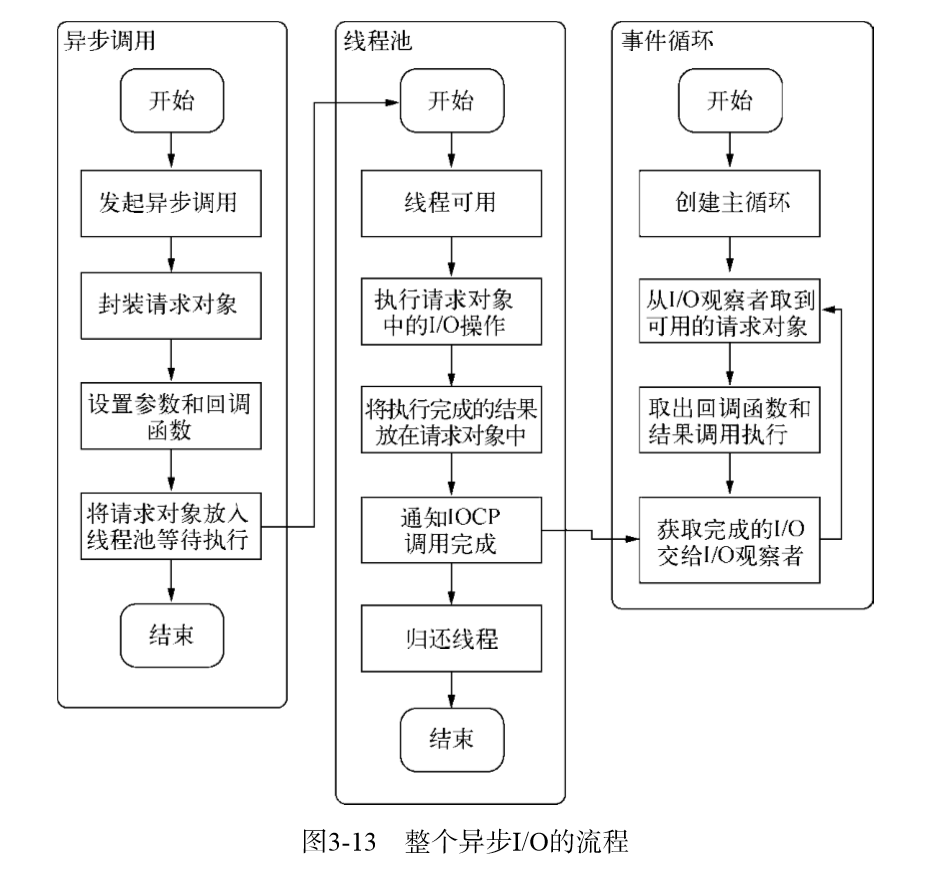 异步调用
开始
发起异步调用
封装请求对象
设置参数和回调
函数
将请求对象放入
线程池等待执行
结束
线程池
开始
线程可用
执行请求对象
中的I/O操作
将执行完成的结果
放在请求对象中
通知IOCP
调用完成
归还线程
结束
事件循环
开始
创建主循环
从I/O观察者取到
可用的请求对象
取出回调函数和
结果调用执行
获取完成的I/O
交给I/O观察者
图3-13 整个异步I/O的流程